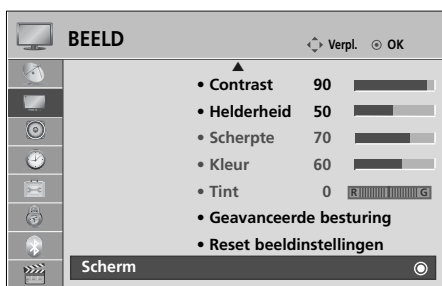 BEELD Verpl. OK
• Contrast 90
• Helderheid 50
• Scherpte 70
• Kleur 60
• Tint 0 R G
• Geavanceerde besturing
• Reset beeldinstellingen
Scherm